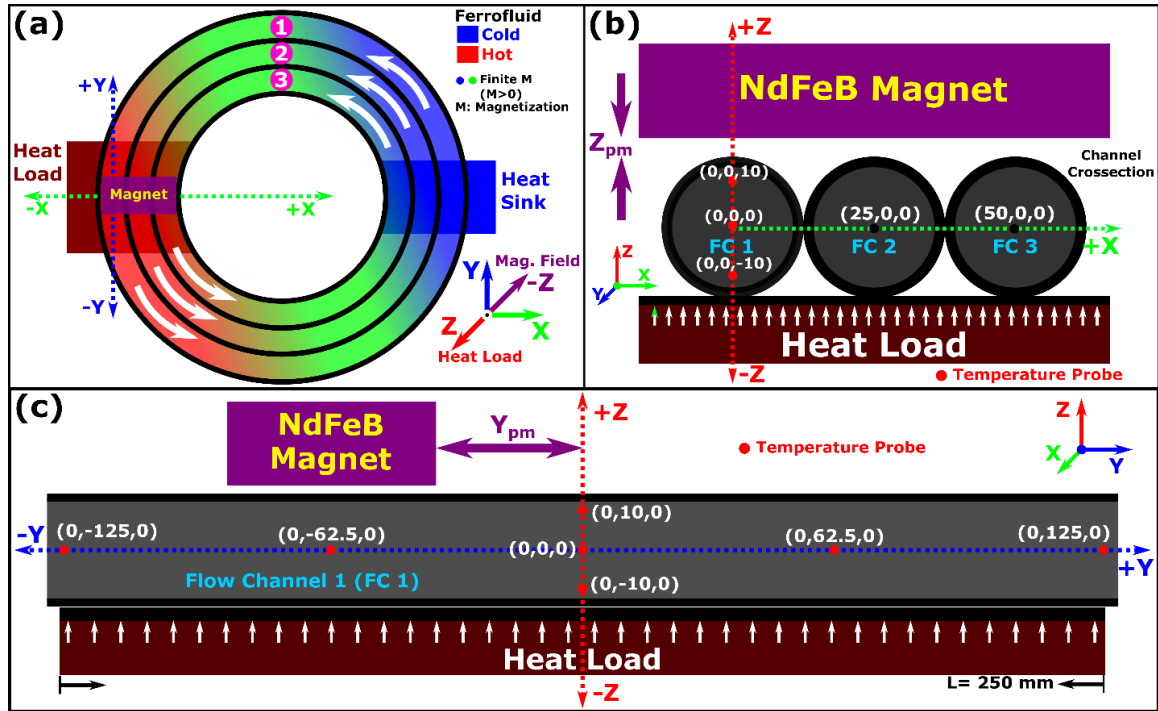 (a)
1
2
3
Ferrofluid
Cold
Hot
Finite M
(M>0)
M: Magnetization
+Y
Heat
Load
Magnet
-X
+X
-Y
Heat
Sink
Mag. Field
Y
-Z
Z
X
Heat Load
(b)
+Z
NdFeB Magnet
Zpm
Channel
Crossection
(0,0,10)
(0,0,0)
(25,0,0)
(50,0,0)
FC 1
FC 2
FC 3
+X
(0,0,-10)
Z
X
Y
Heat Load
-Z
Temperature Probe
(c)
+Z
NdFeB
Magnet
Ypm
Temperature Probe
Z
X
Y
(0,10,0)
-Y
(0,-125,0)
(0,-62.5,0)
(0,0,0)
(0,62.5,0)
(0,125,0)
+Y
Flow Channel 1 (FC 1)
(0,-10,0)
Heat Load
-Z
L= 250 mm